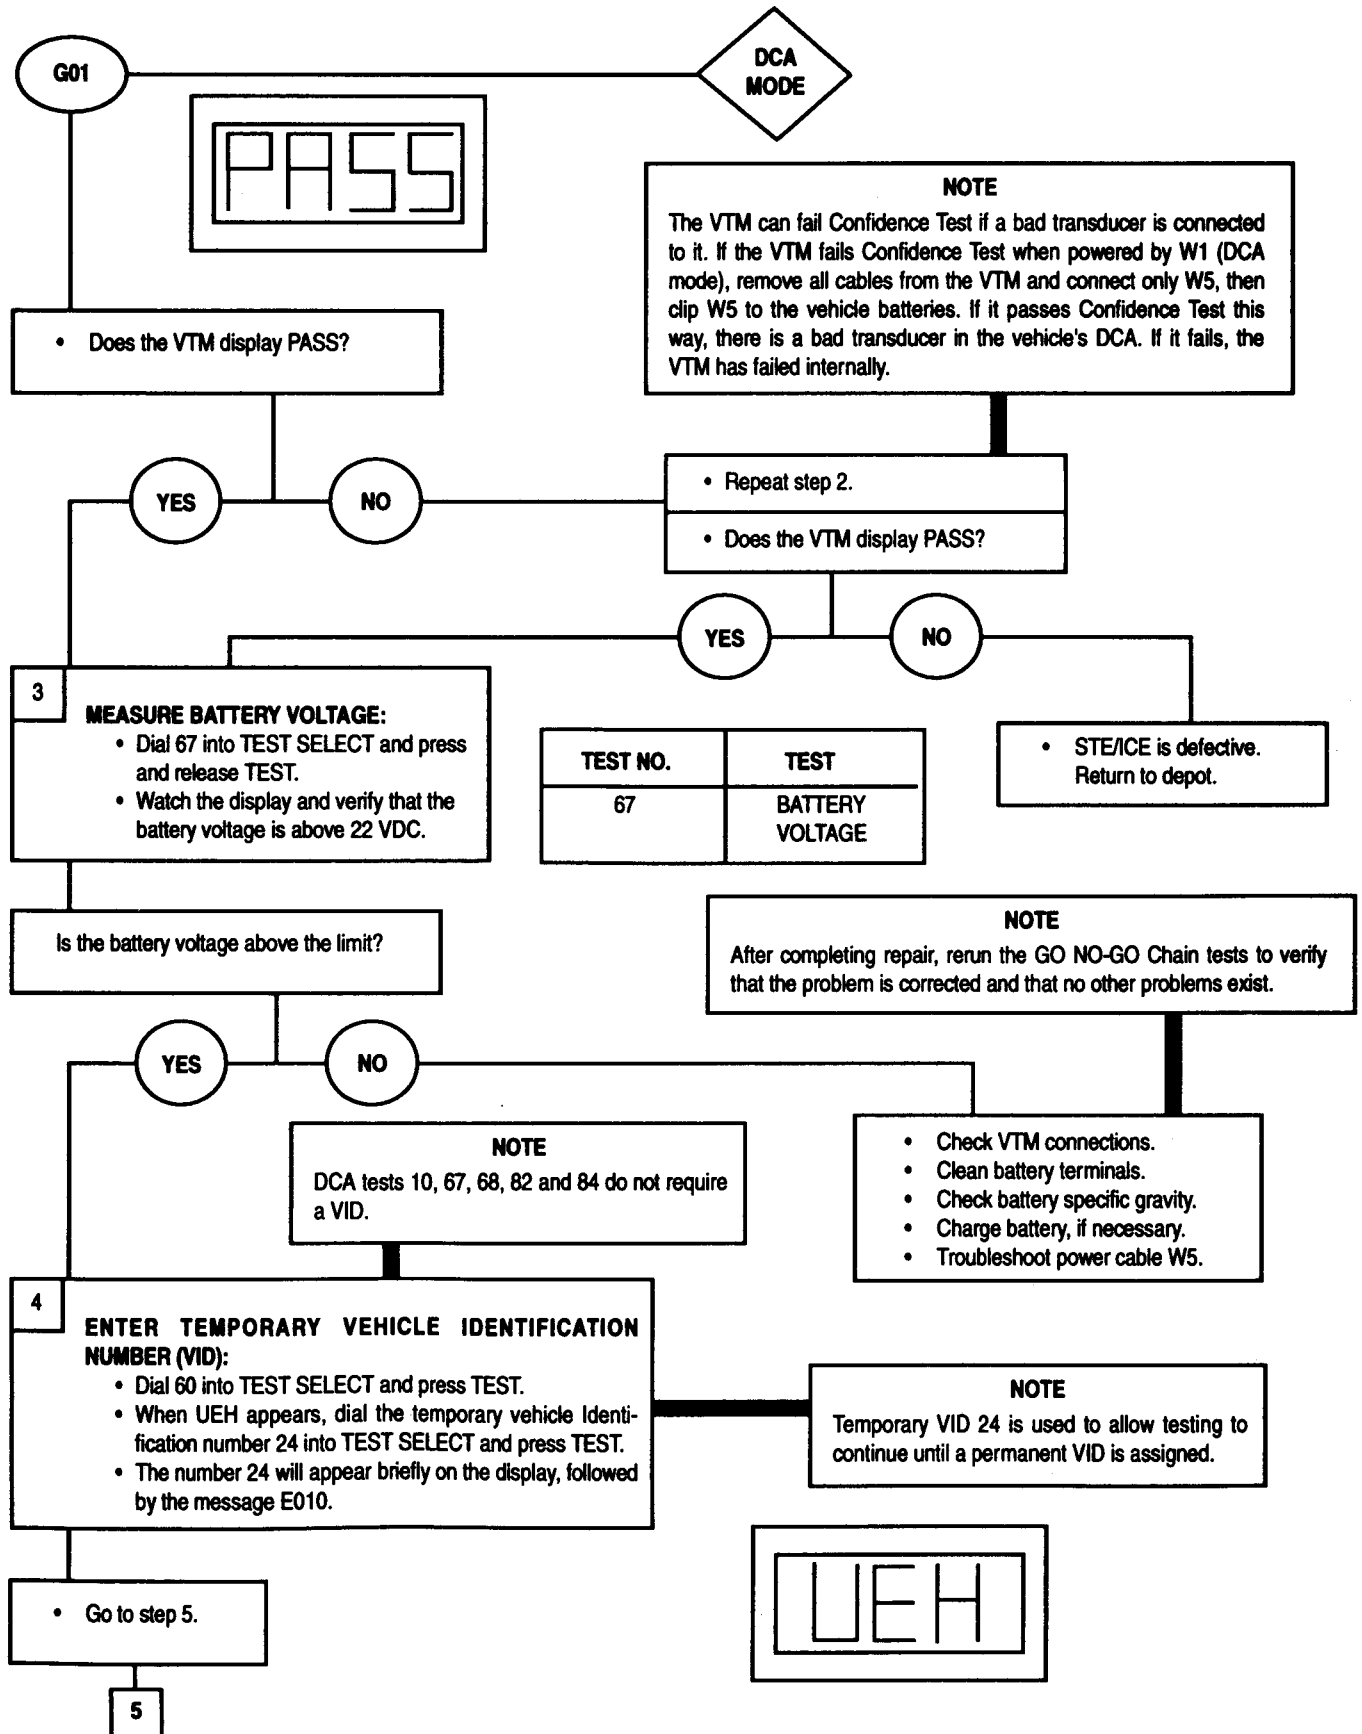 G01
DCA
MODE
PASS
NOTE
The VTM can fail Confidence Test if a bad transducer is connected
to it. If the VTM fails Confidence Test when powered by W1 (DCA
mode), remove all cables from the VTM and connect only W5, then
clip W5 to the vehicle batteries. If it passes Confidence Test this
way, there is a bad transducer in the vehicle's DCA. If it fails, the
VTM has failed internally.
• Does the VTM display PASS?
YES
NO
• Repeat step 2.
• Does the VTM display PASS?
YES
NO
3
MEASURE BATTERY VOLTAGE:
• Dial 67 into TEST SELECT and press
and release TEST.
• Watch the display and verify that the
battery voltage is above 22 VDC.
TEST NO.
TEST
67
BATTERY
VOLTAGE
• STE/ICE is defective.
Return to depot.
Is the battery voltage above the limit?
NOTE
After completing repair, rerun the GO NO-GO Chain tests to verify
that the problem is corrected and that no other problems exist.
YES
NO
NOTE
DCA tests 10, 67, 68, 82 and 84 do not require
a VID.
• Check VTM connections.
• Clean battery terminals.
• Check battery specific gravity.
• Charge battery, if necessary.
• Troubleshoot power cable W5.
4
ENTER TEMPORARY VEHICLE IDENTIFICATION
NUMBER (VID):
• Dial 60 into TEST SELECT and press TEST.
• When UEH appears, dial the temporary vehicle Identi-
fication number 24 into TEST SELECT and press TEST.
• The number 24 will appear briefly on the display, followed
by the message E010.
NOTE
Temporary VID 24 is used to allow testing to
continue until a permanent VID is assigned.
UEH
• Go to step 5.
5